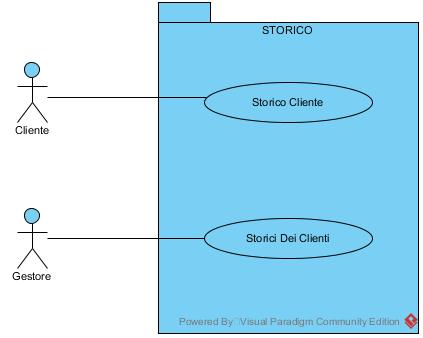 STORICO
Storico Cliente
Cliente
Storici Dei Clienti
Gestore
Powered By Visual Paradigm Community Edition